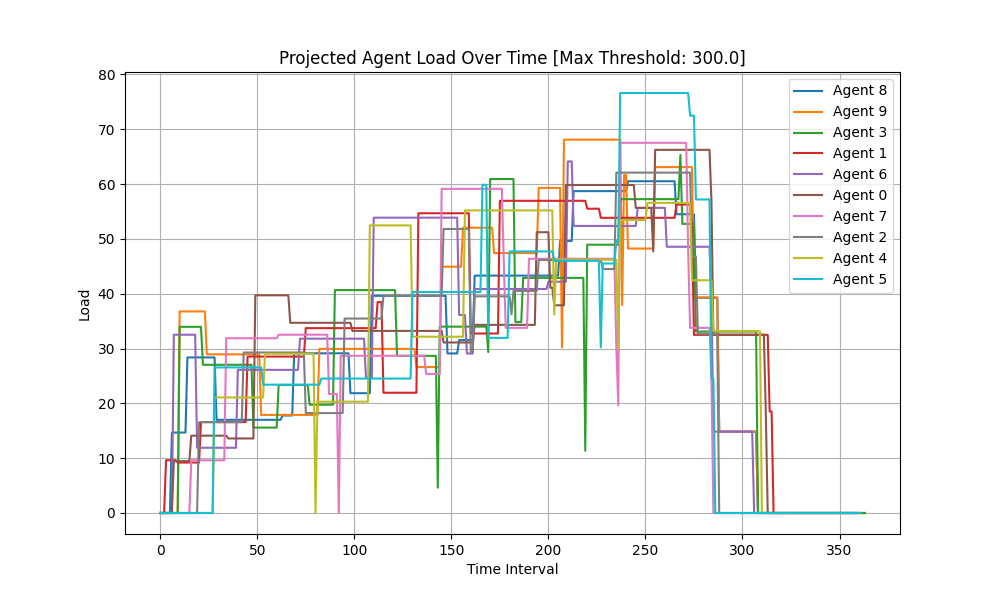 Projected Agent Load Over Time [Max Threshold: 300.0]
80
70
60
50
40
30
20
10
0
Load
0 50 100 150 200 250 300 350
Time Interval
Agent 8
Agent 9
Agent 3
Agent 1
Agent 6
Agent 0
Agent 7
Agent 2
Agent 4
Agent 5